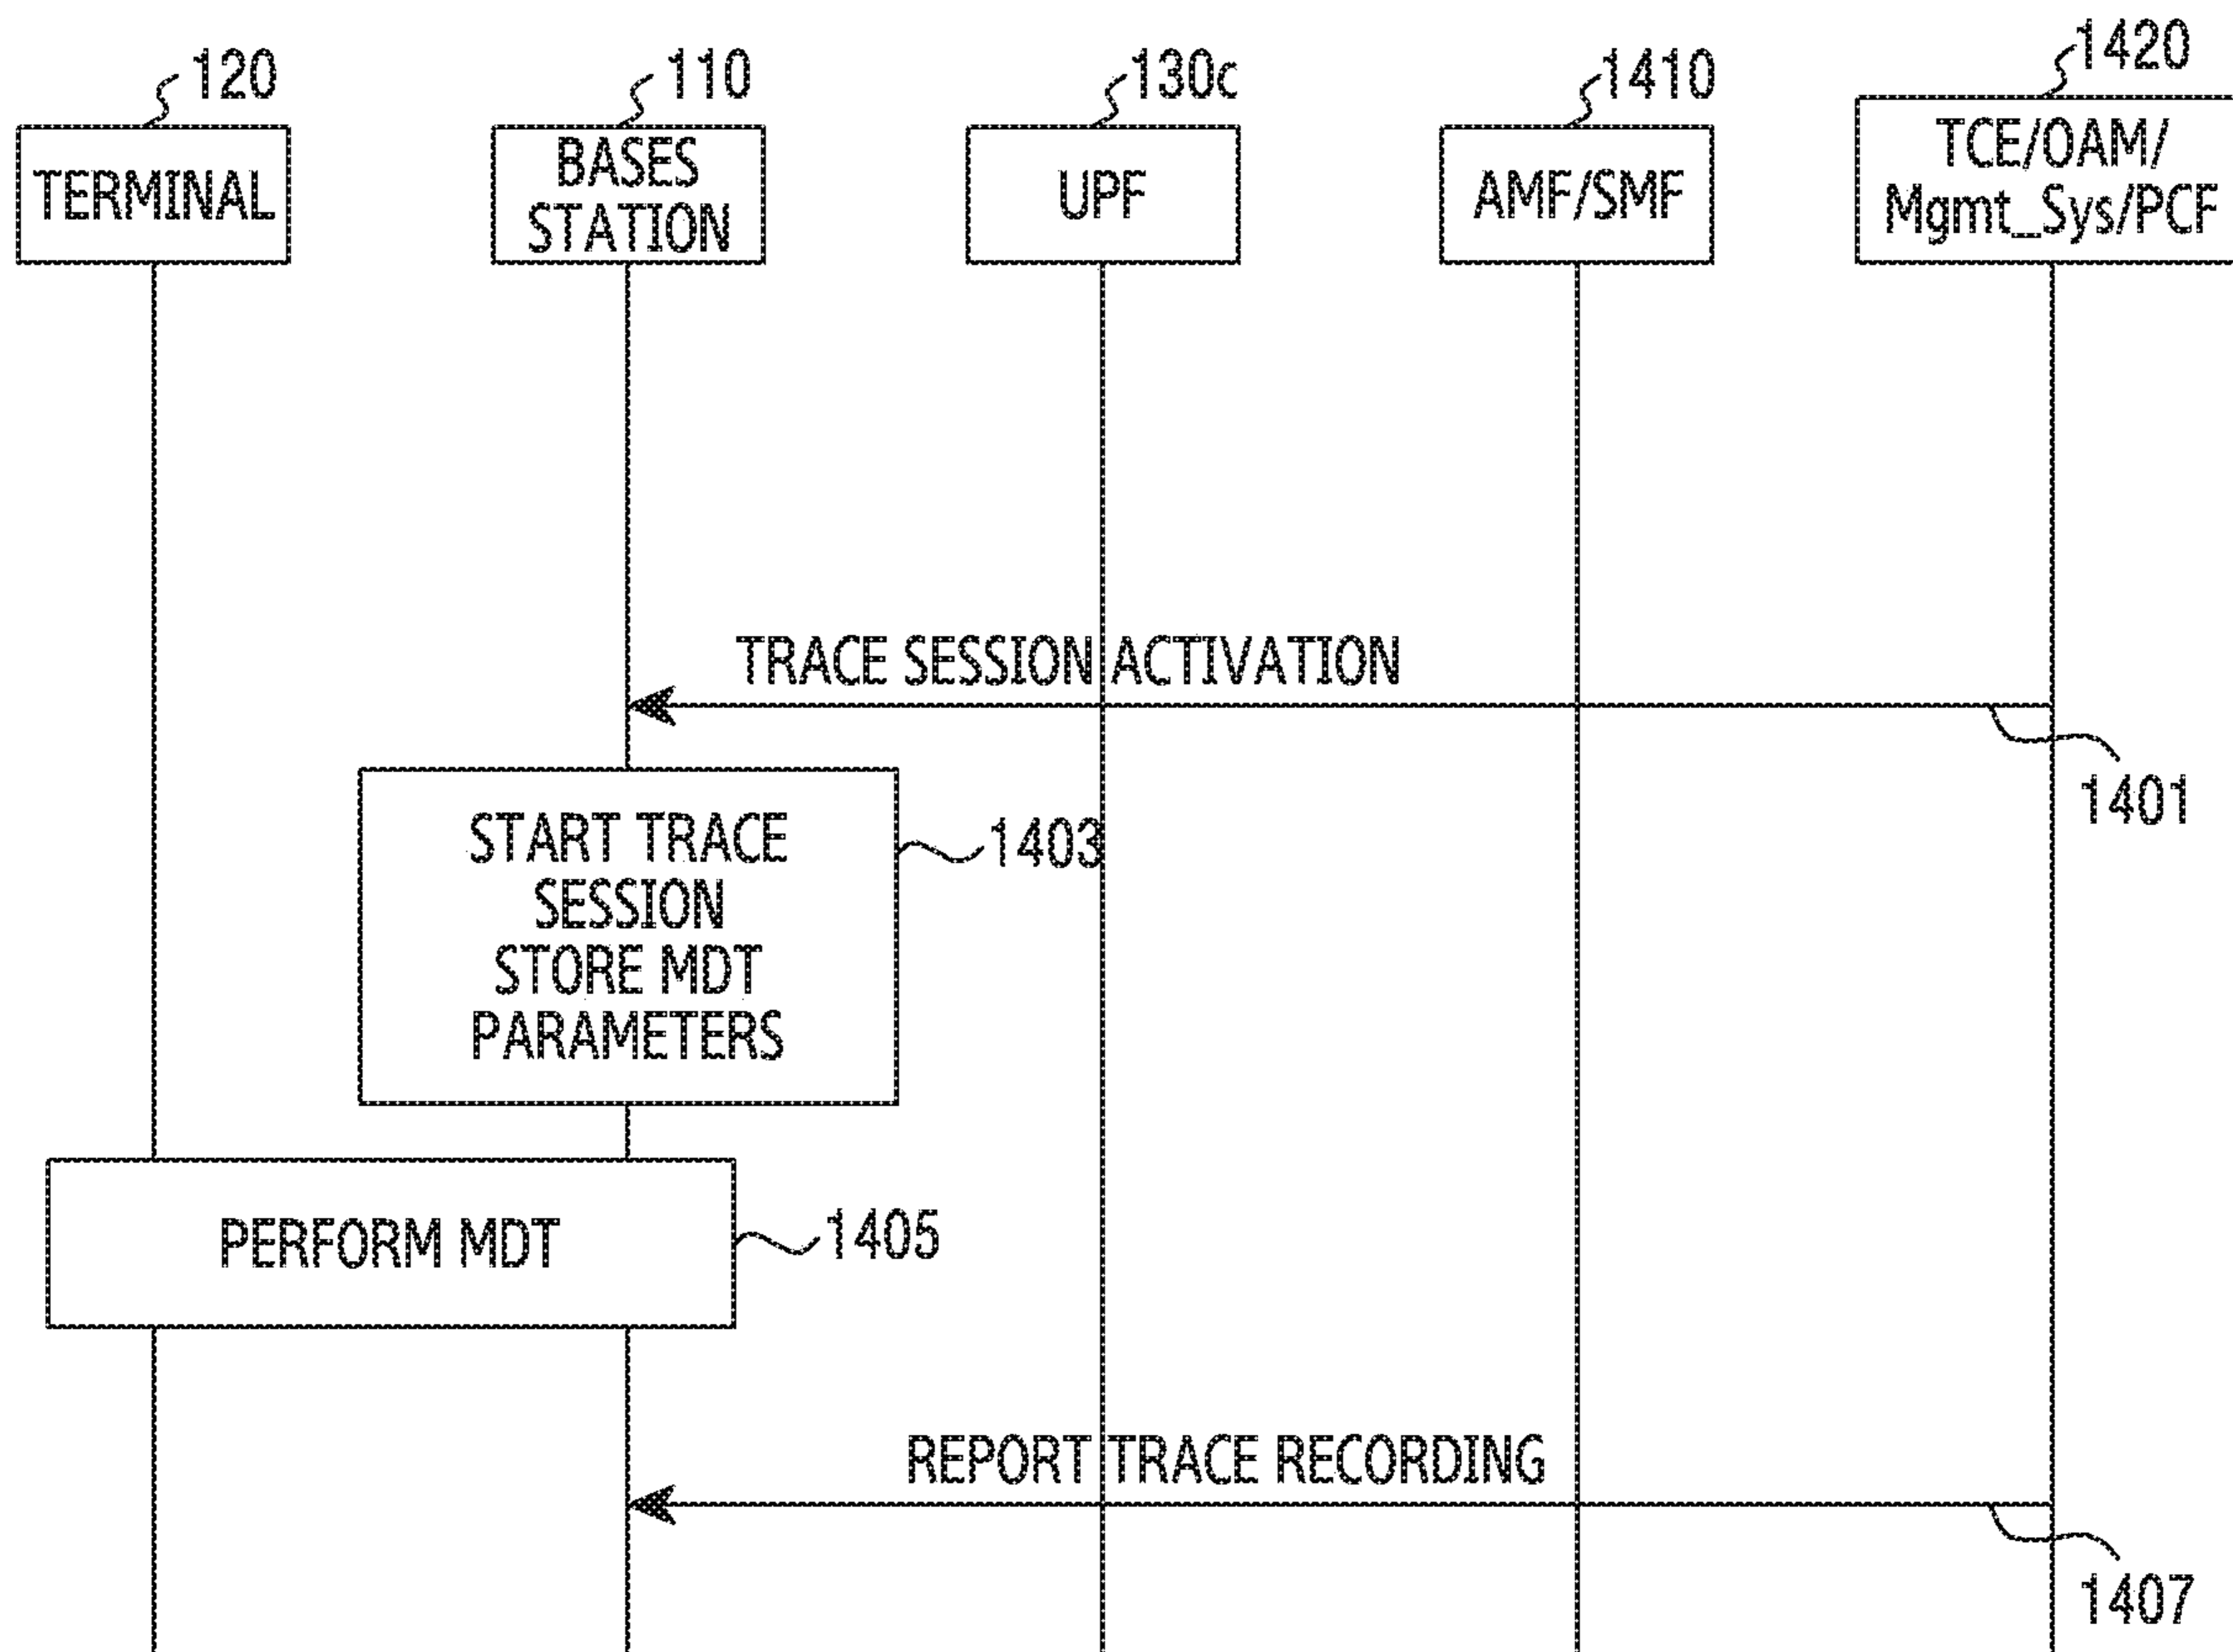 120
110
130c
1410
1420
TERMINAL
BASES
STATION
UPF
AMF/SMF
TCE/OAM/
Mgmt_Sys/PCF
TRACE SESSION ACTIVATION
1401
START TRACE
SESSION
STORE MDT
PARAMETERS
1403
PERFORM MDT
1405
REPORT TRACE RECORDING
1407